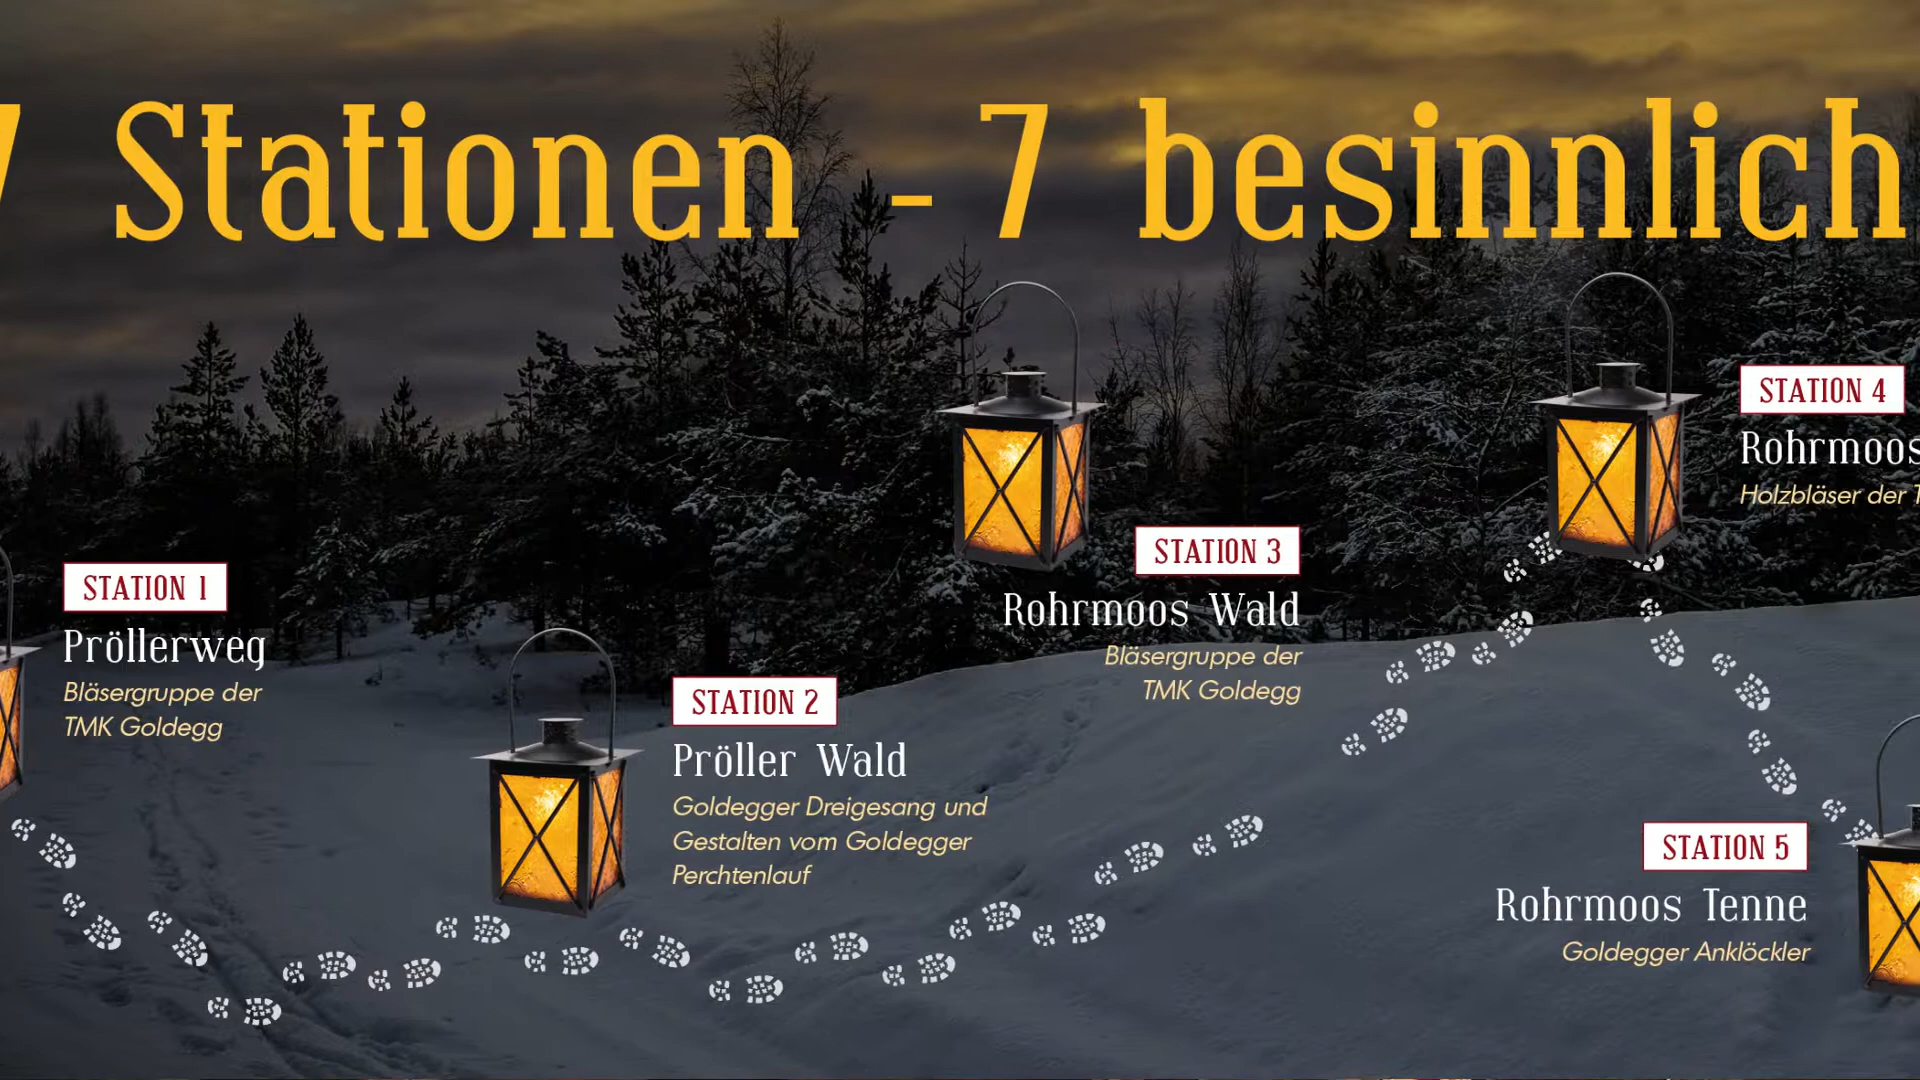 7 Stationen - 7 besinnlich
STATION 1
Pröllerweg
Bläsergruppe der
TMK Goldegg
STATION 2
Pröller Wald
Goldegger Dreigesang und
Gestalten vom Goldegger
Perchtenlauf
STATION 3
Rohrmoos Wald
Bläsergruppe der
TMK Goldegg
STATION 4
Rohrmoos
Holzbläser der T
STATION 5
Rohrmoos Tenne
Goldegger Anklöckler